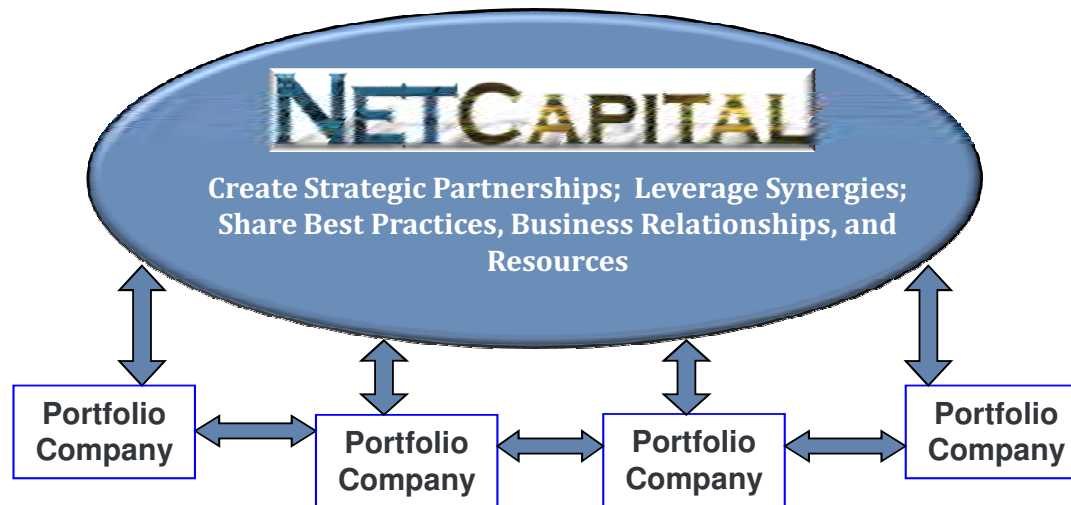 NETCAPITAL
Create Strategic Partnerships; Leverage Synergies;
Share Best Practices, Business Relationships, and
Resources
Portfolio
Company
Portfolio
Company
Portfolio
Company
Portfolio
Company